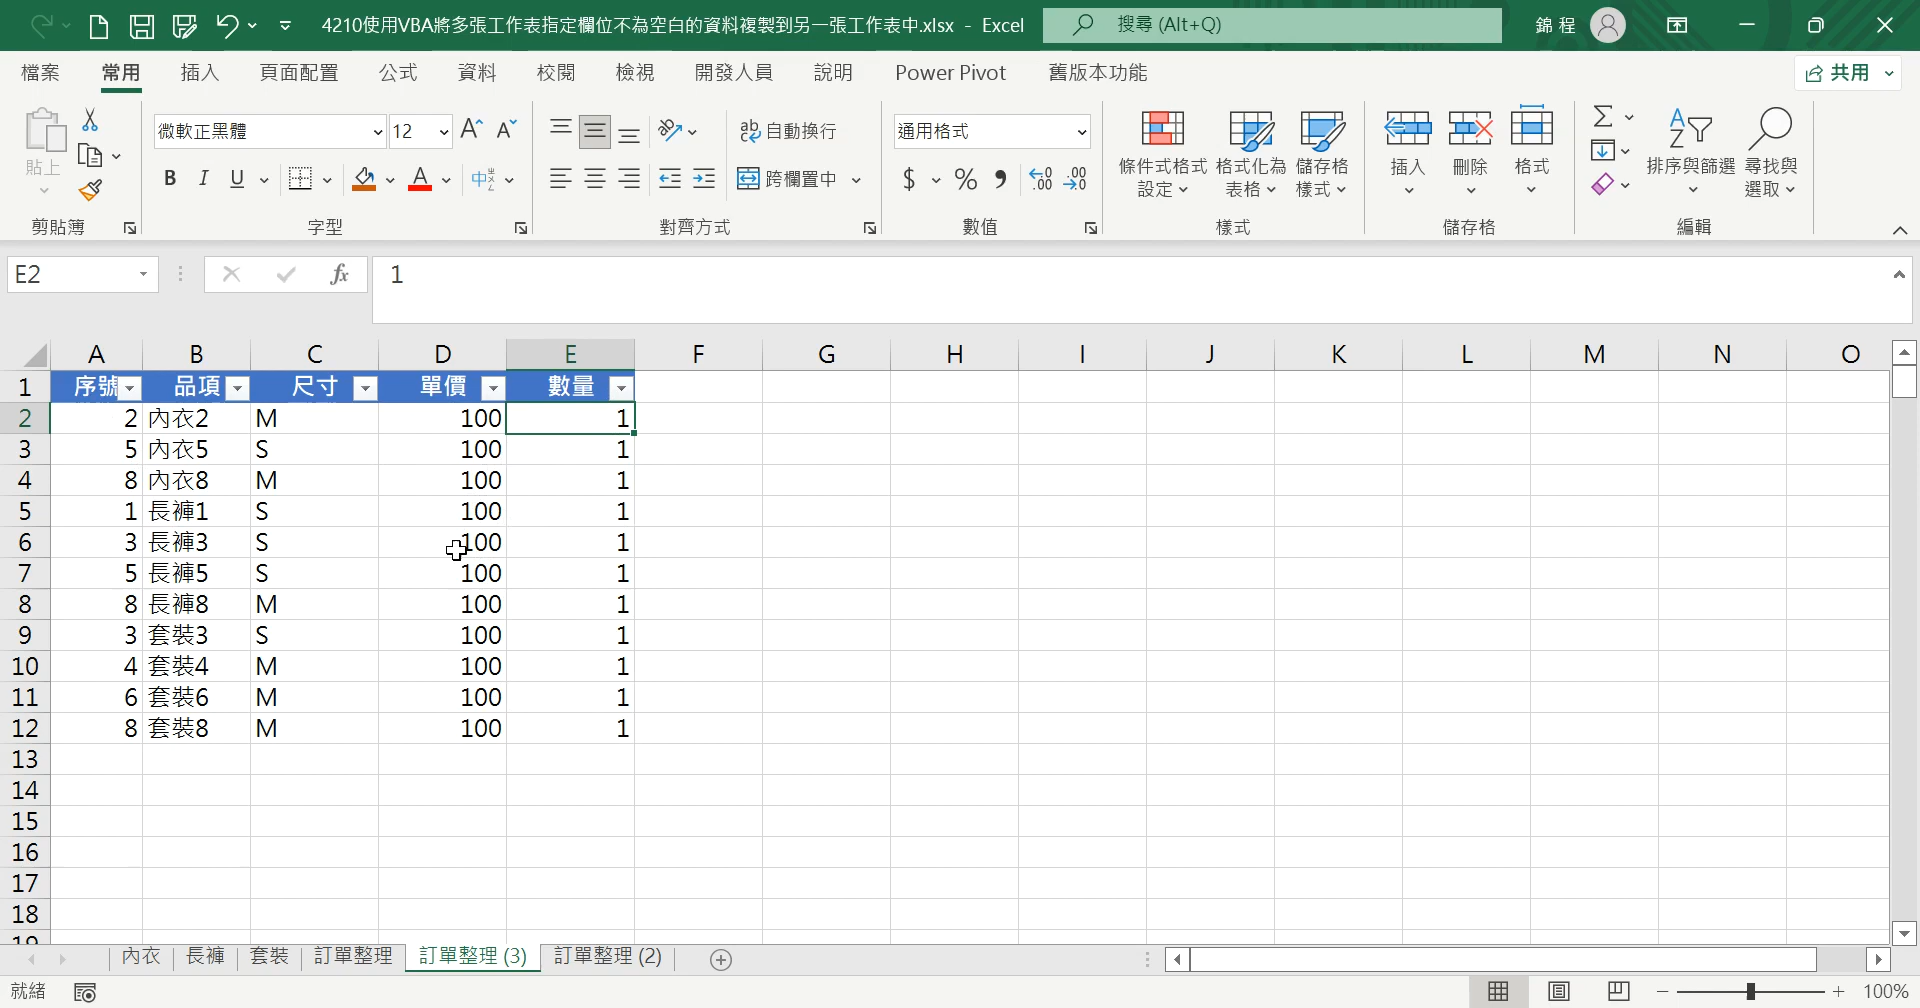 4210使用VBA將多張工作表指定欄位不為空白的資料複製到另一張工作表中.xlsx - Excel
搜尋 (Alt+Q)
錦 程
檔案 常用 插入 頁面配置 公式 資料 校閱 檢視 開發人員 說明 Power Pivot 舊版本功能 共用
貼上
微軟正黑體 12
B I U
自動換行
跨欄置中
通用格式
條件式格式設定
格式化為表格
儲存格樣式
插入 刪除 格式
排序與篩選
尋找與選取
剪貼簿 字型 對齊方式 數值 樣式 儲存格 編輯
E2 fx 1
A B C D E F G H I J K L M N O
1 序號 品項 尺寸 單價 數量
2 2 內衣2 M 100 1
3 5 內衣5 S 100 1
4 8 內衣8 M 100 1
5 1 長褲1 S 100 1
6 3 長褲3 S 100 1
7 5 長褲5 S 100 1
8 8 長褲8 M 100 1
9 3 套裝3 S 100 1
10 4 套裝4 M 100 1
11 6 套裝6 M 100 1
12 8 套裝8 M 100 1
13
14
15
16
17
18
19
內衣 長褲 套裝 訂單整理 訂單整理 (3) 訂單整理 (2)
就緒 100%